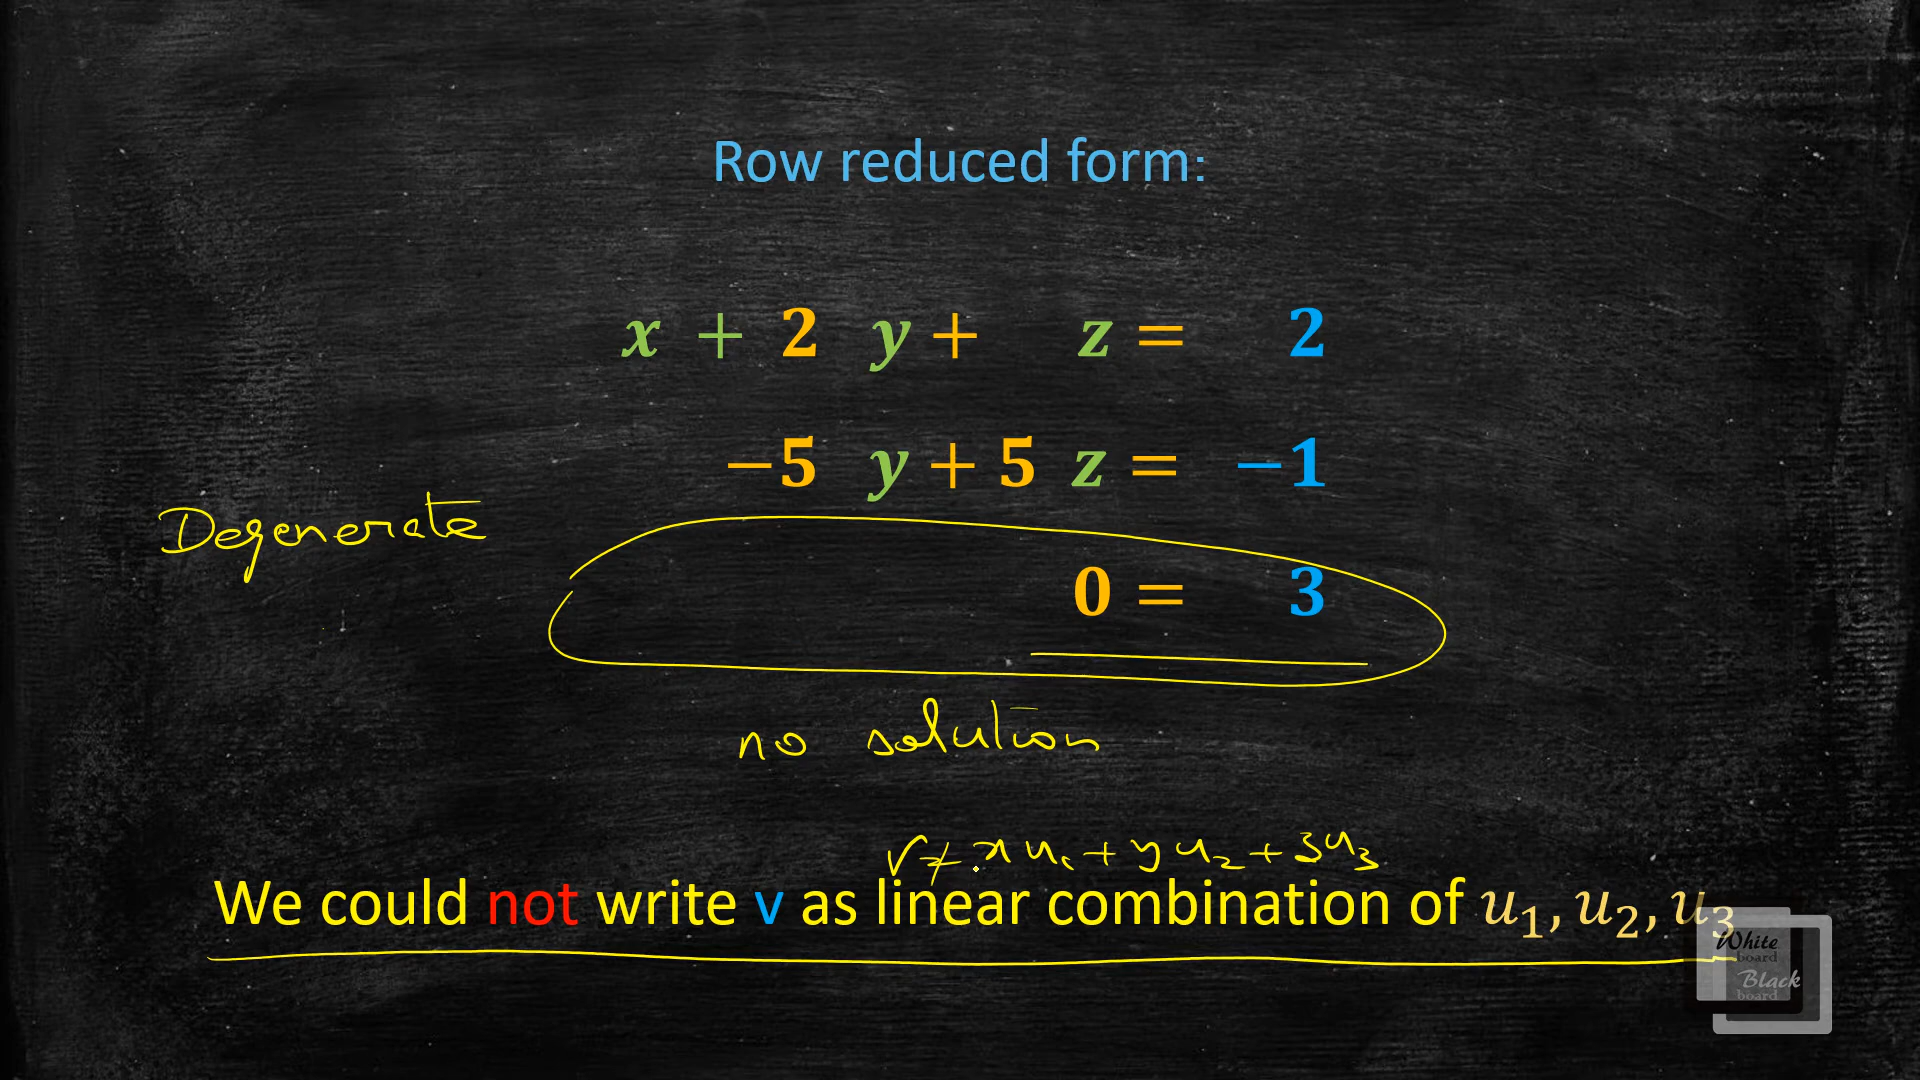 Row reduced form:
x + 2 y + z = 2
−5 y + 5 z = −1
Degenerate
0 = 3
no solution
v ≠ x u₁ + y u₂ + z u₃
We could not write v as linear combination of u₁, u₂, u₃
White
board
Black
board